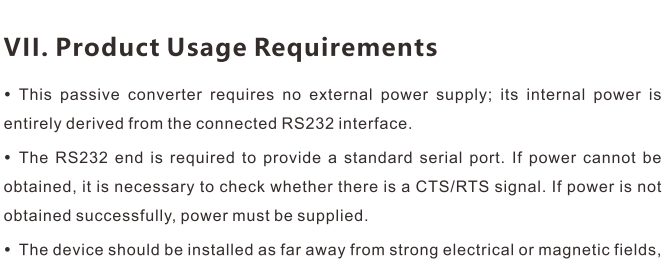 VII. Product Usage Requirements
• This passive converter requires no external power supply; its internal power is
entirely derived from the connected RS232 interface.
• The RS232 end is required to provide a standard serial port. If power cannot be
obtained, it is necessary to check whether there is a CTS/RTS signal. If power is not
obtained successfully, power must be supplied.
• The device should be installed as far away from strong electrical or magnetic fields,